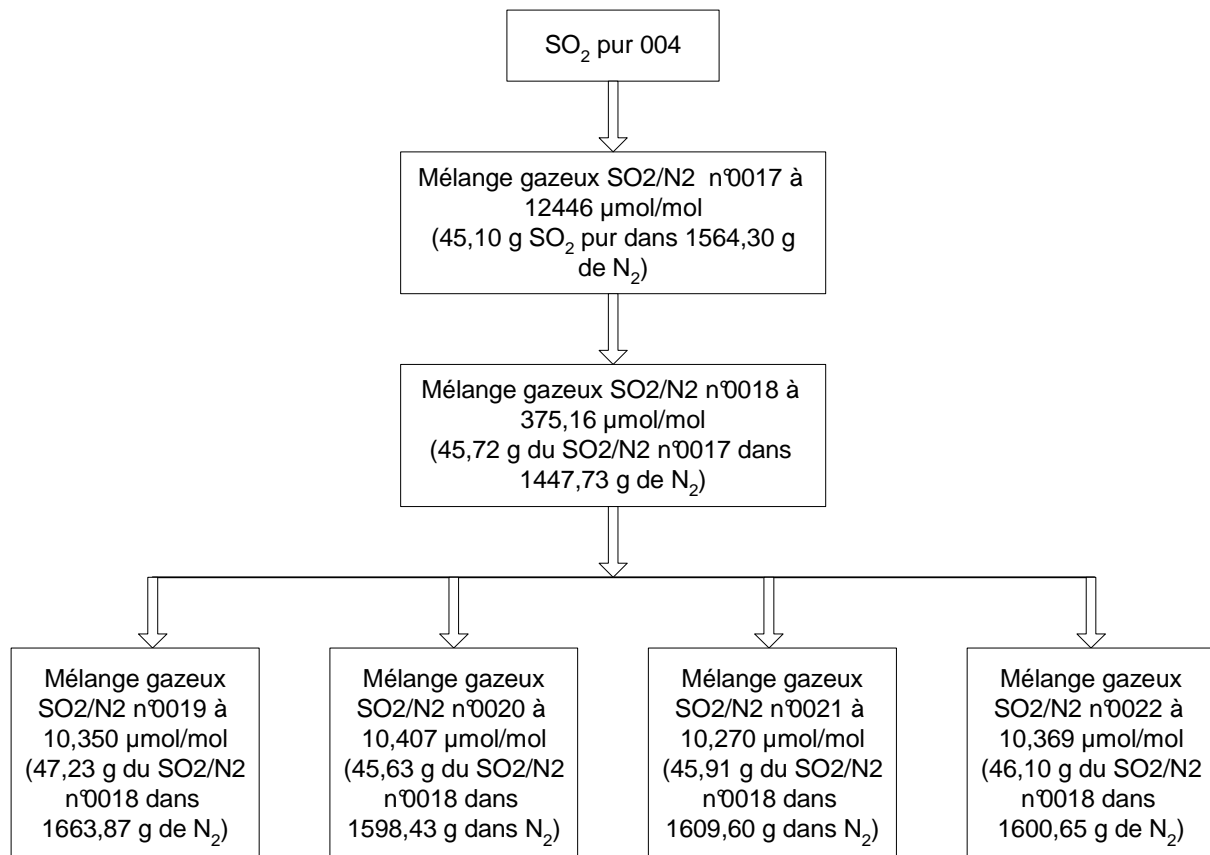 SO₂ pur 004
Mélange gazeux SO2/N2 n°0017 à
12446 µmol/mol
(45,10 g SO₂ pur dans 1564,30 g
de N₂)
Mélange gazeux SO2/N2 n°0018 à
375,16 µmol/mol
(45,72 g du SO2/N2 n°0017 dans
1447,73 g de N₂)
Mélange gazeux
SO2/N2 n°0019 à
10,350 µmol/mol
(47,23 g du SO2/N2
n°0018 dans
1663,87 g de N₂)
Mélange gazeux
SO2/N2 n°0020 à
10,407 µmol/mol
(45,63 g du SO2/N2
n°0018 dans
1598,43 g dans N₂)
Mélange gazeux
SO2/N2 n°0021 à
10,270 µmol/mol
(45,91 g du SO2/N2
n°0018 dans
1609,60 g dans N₂)
Mélange gazeux
SO2/N2 n°0022 à
10,369 µmol/mol
(46,10 g du SO2/N2
n°0018 dans
1600,65 g de N₂)